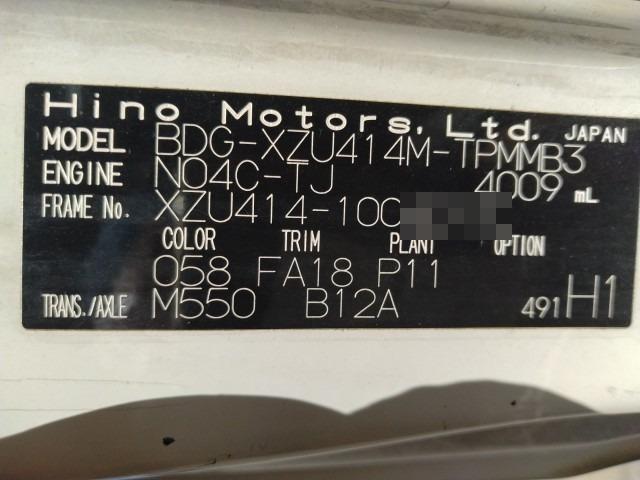 Hino Motors, Ltd. JAPAN
MODEL BDG-XZU414M-TPMMB3
ENGINE N04C-TJ 4009 mL
FRAME No. XZU414-100
COLOR TRIM PLANT OPTION
058 FA18 P11
TRANS./AXLE M550 B12A 491 H1